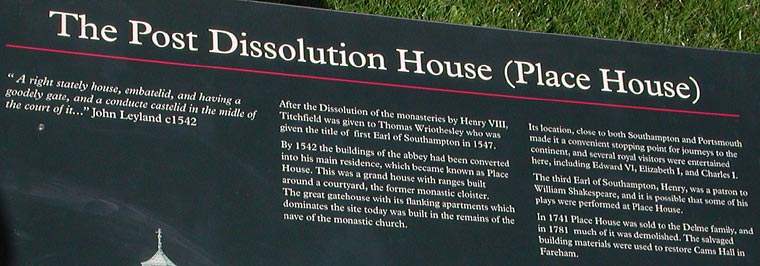 The Post Dissolution House (Place House)
“ A right stately house, embatelid, and having a
goodely gate, and a conducte castelid in the midle of
the court of it…” John Leyland c1542
After the Dissolution of the monasteries by Henry VIII,
Titchfield was given to Thomas Wriothesley who was
given the title of first Earl of Southampton in 1547.
By 1542 the buildings of the abbey had been converted
into his main residence, which became known as Place
House. This was a grand house with ranges built
around a courtyard, the former monastic cloister.
The great gatehouse with its flanking apartments which
dominates the site today was built in the remains of the
nave of the monastic church.
Its location, close to both Southampton and Portsmouth
made it a convenient stopping point for journeys to the
continent, and several royal visitors were entertained
here, including Edward VI, Elizabeth I, and Charles I.
The third Earl of Southampton, Henry, was a patron to
William Shakespeare, and it is possible that some of his
plays were performed at Place House.
In 1741 Place House was sold to the Delme family, and
in 1781 much of it was demolished. The salvaged
building materials were used to restore Cams Hall in
Fareham.